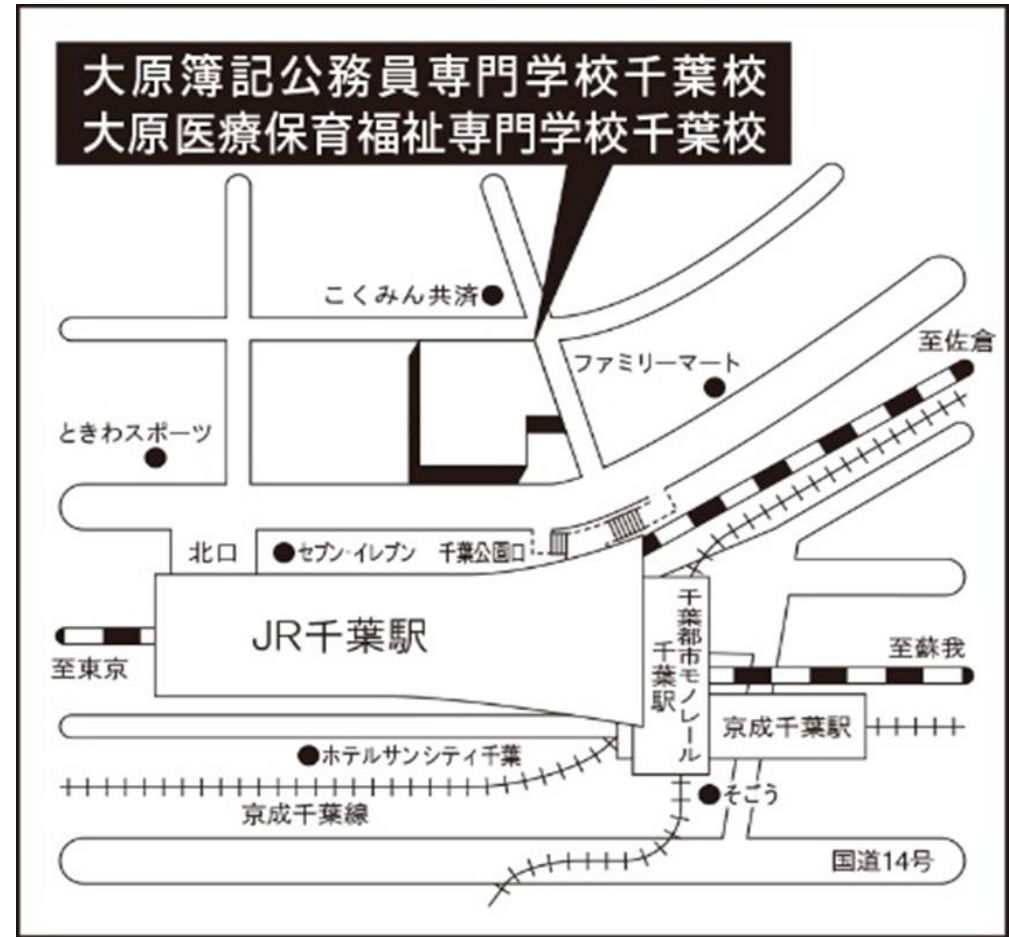 大原簿記公務員専門学校千葉校
大原医療保育福祉専門学校千葉校
こくみん共済
ファミリーマート
至佐倉
ときわスポーツ
北口
セブン-イレブン
千葉公園口
JR千葉駅
千葉都市モノレール
千葉駅
至東京
至蘇我
京成千葉駅
ホテルサンシティ千葉
そごう
京成千葉線
国道14号